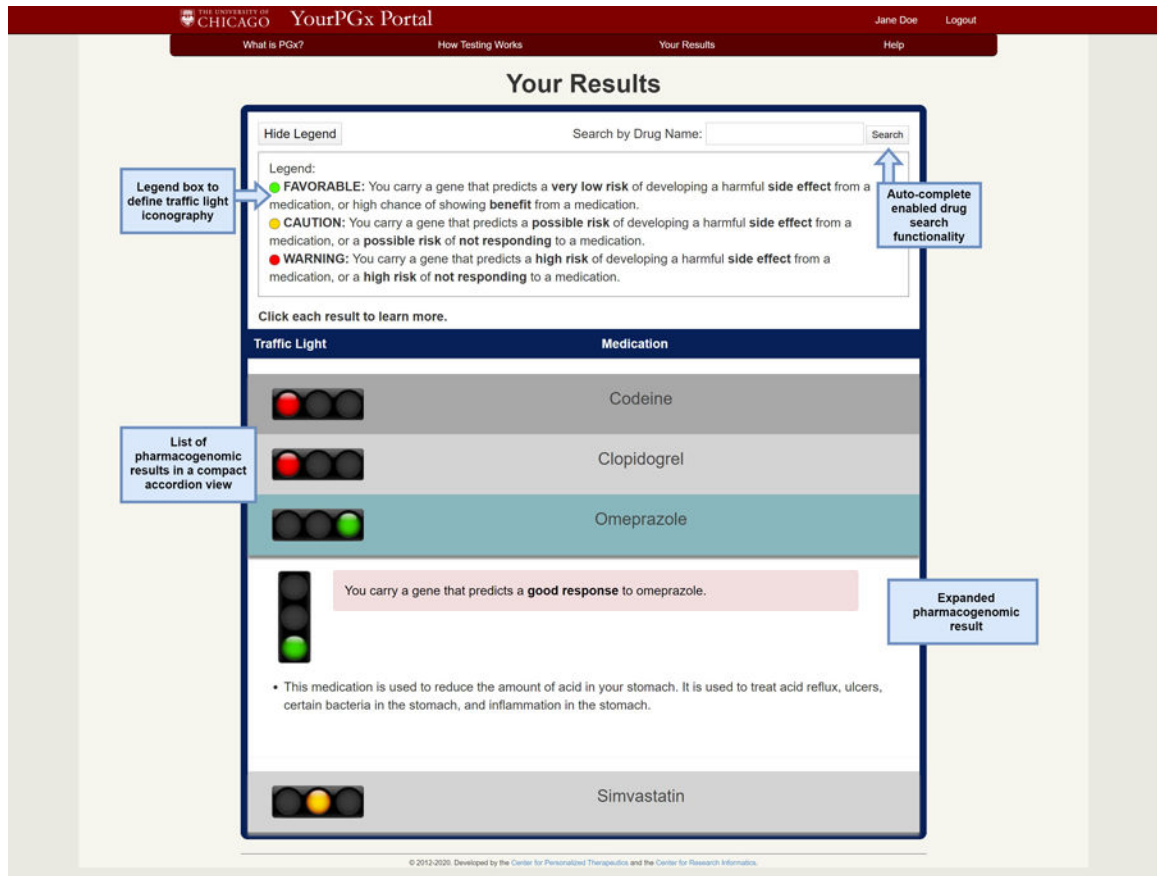 THE UNIVERSITY OF
CHICAGO
YourPGx Portal
Jane Doe
Logout
What is PGx?
How Testing Works
Your Results
Help
Your Results
Hide Legend
Search by Drug Name:
Search
Legend:
FAVORABLE: You carry a gene that predicts a very low risk of developing a harmful side effect from a
medication, or high chance of showing benefit from a medication.
CAUTION: You carry a gene that predicts a possible risk of developing a harmful side effect from a
medication, or a possible risk of not responding to a medication.
WARNING: You carry a gene that predicts a high risk of developing a harmful side effect from a
medication, or a high risk of not responding to a medication.
Legend box to
define traffic light
iconography
Auto-complete
enabled drug
search
functionality
Click each result to learn more.
Traffic Light
Medication
Codeine
Clopidogrel
List of
pharmacogenomic
results in a compact
accordion view
Omeprazole
You carry a gene that predicts a good response to omeprazole.
Expanded
pharmacogenomic
result
• This medication is used to reduce the amount of acid in your stomach. It is used to treat acid reflux, ulcers,
certain bacteria in the stomach, and inflammation in the stomach.
Simvastatin
© 2012-2020. Developed by the Center for Personalized Therapeutics and the Center for Research Informatics.